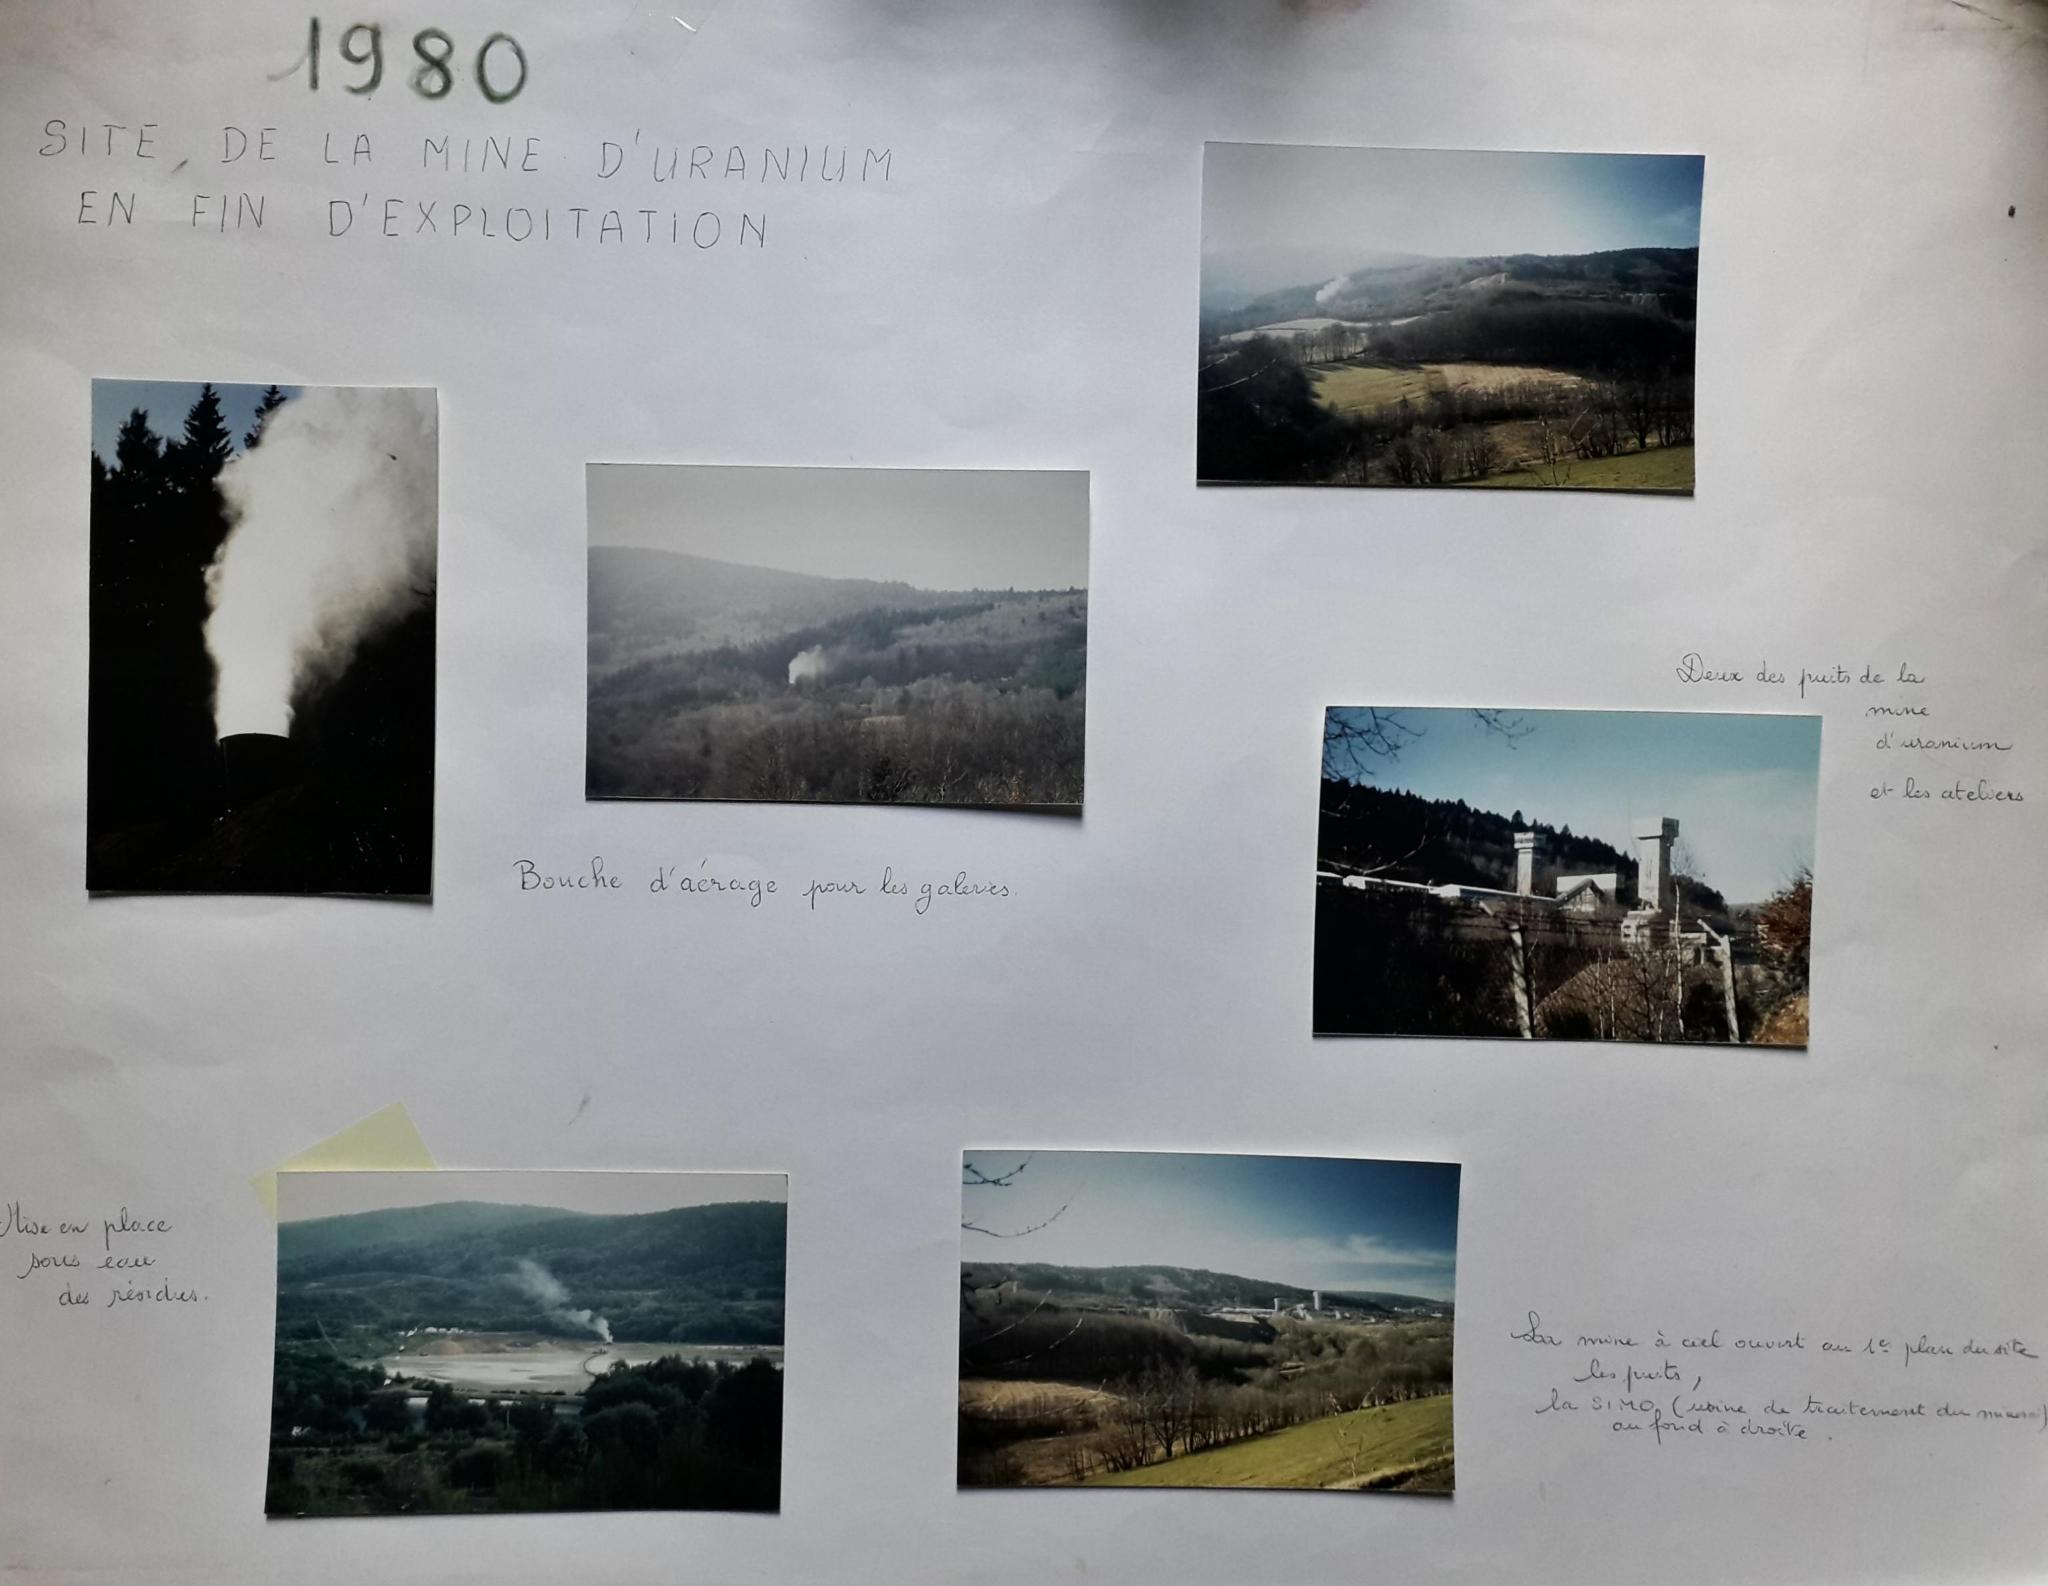 1980
SITE DE LA MINE D'URANIUM
EN FIN D'EXPLOITATION
Deux des puits de la
mine
d'uranium
et les ateliers
Bouche d'aérage pour les galeries.
Mise en place
sous eau
des résidus.
La mine à ciel ouvert au 1e plan du site
les puits,
la SIMO (usine de traitement du minerai)
au fond à droite.